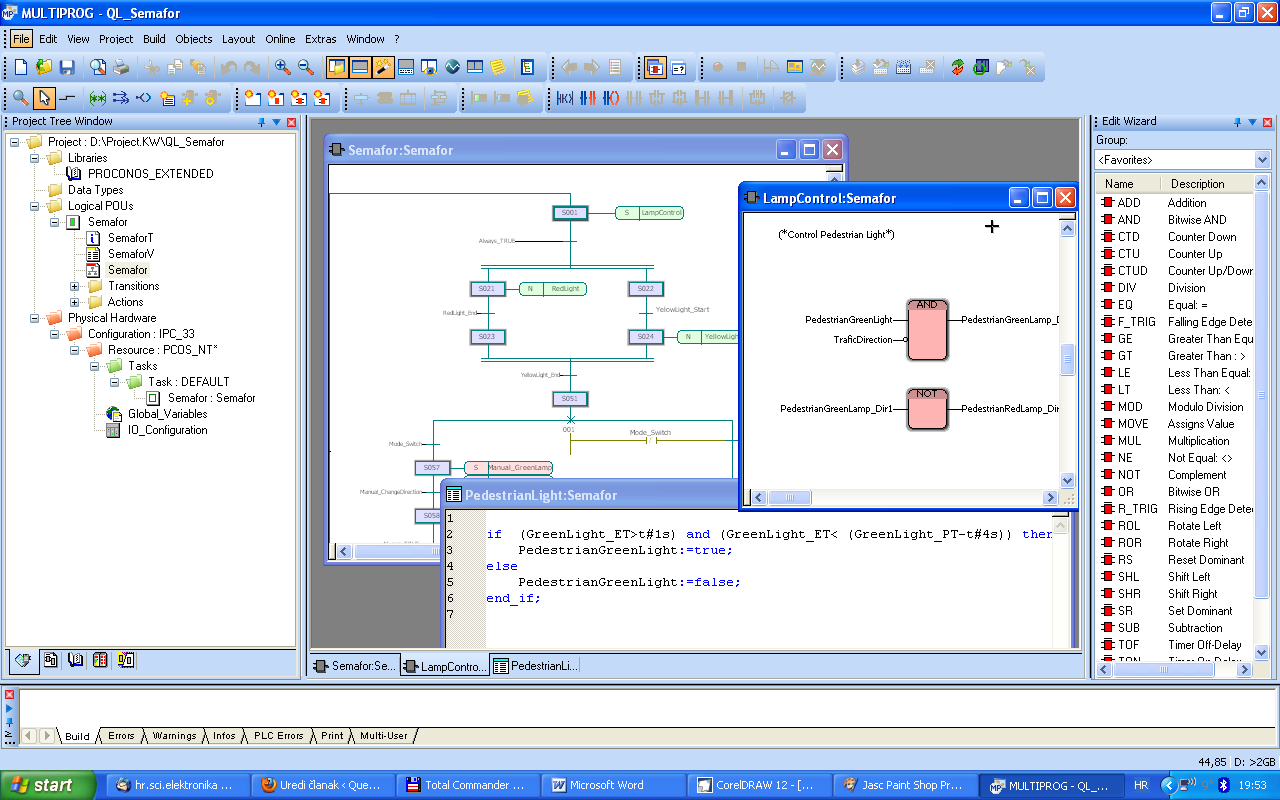 MULTIPROG - QL_Semafor
File Edit View Project Build Objects Layout Online Extras Window ?
Project Tree Window
Project : D:\Project.KW\QL_Semafor
Libraries
PROCONOS_EXTENDED
Data Types
Logical POUs
Semafor
SemaforT
SemaforV
Semafor
Transitions
Actions
Physical Hardware
Configuration : IPC_33
Resource : PCOS_NT*
Tasks
Task : DEFAULT
Semafor : Semafor
Global_Variables
IO_Configuration
Semafor:Semafor
S001 S LampControl
Always_TRUE
S021 N RedLight S022
RedLight_End YelowLight_Start
S023 S024 N YellowLigh
YelowLight_End
S051
001 Mode_Switch
Mode_Switch
S057 S Manual_GreenLamp
Manual_ChangeDirection
S058
LampControl:Semafor
(*Control Pedestrian Light*)
AND
PedestrianGreenLight PedestrianGreenLamp_D
TraficDirection
NOT
PedestrianGreenLamp_Dir1 PedestrianRedLamp_Dir
PedestrianLight:Semafor
1
2 if (GreenLight_ET>t#1s) and (GreenLight_ET< (GreenLight_PT-t#4s)) then
3 PedestrianGreenLight:=true;
4 else
5 PedestrianGreenLight:=false;
6 end_if;
7
Semafor:Se... LampContro... PedestrianLi...
Edit Wizard
Group:
<Favorites>
Name Description
ADD Addition
AND Bitwise AND
CTD Counter Down
CTU Counter Up
CTUD Counter Up/Down
DIV Division
EQ Equal: =
F_TRIG Falling Edge Dete
GE Greater Than Equ
GT Greater Than : >
LE Less Than Equal:
LT Less Than: <
MOD Modulo Division
MOVE Assigns Value
MUL Multiplication
NE Not Equal: <>
NOT Complement
OR Bitwise OR
R_TRIG Rising Edge Detec
ROL Rotate Left
ROR Rotate Right
RS Reset Dominant
SHL Shift Left
SHR Shift Right
SR Set Dominant
SUB Subtraction
TOF Timer Off-Delay
TON Timer On-Delay
Build Errors Warnings Infos PLC Errors Print Multi-User
44,85 D: >2GB
start hr.sci.elektronika ... Uredi članak ‹ Que... Total Commander ... Microsoft Word CorelDRAW 12 - [... Jasc Paint Shop Pr... MULTIPROG - QL_... HR 19:53